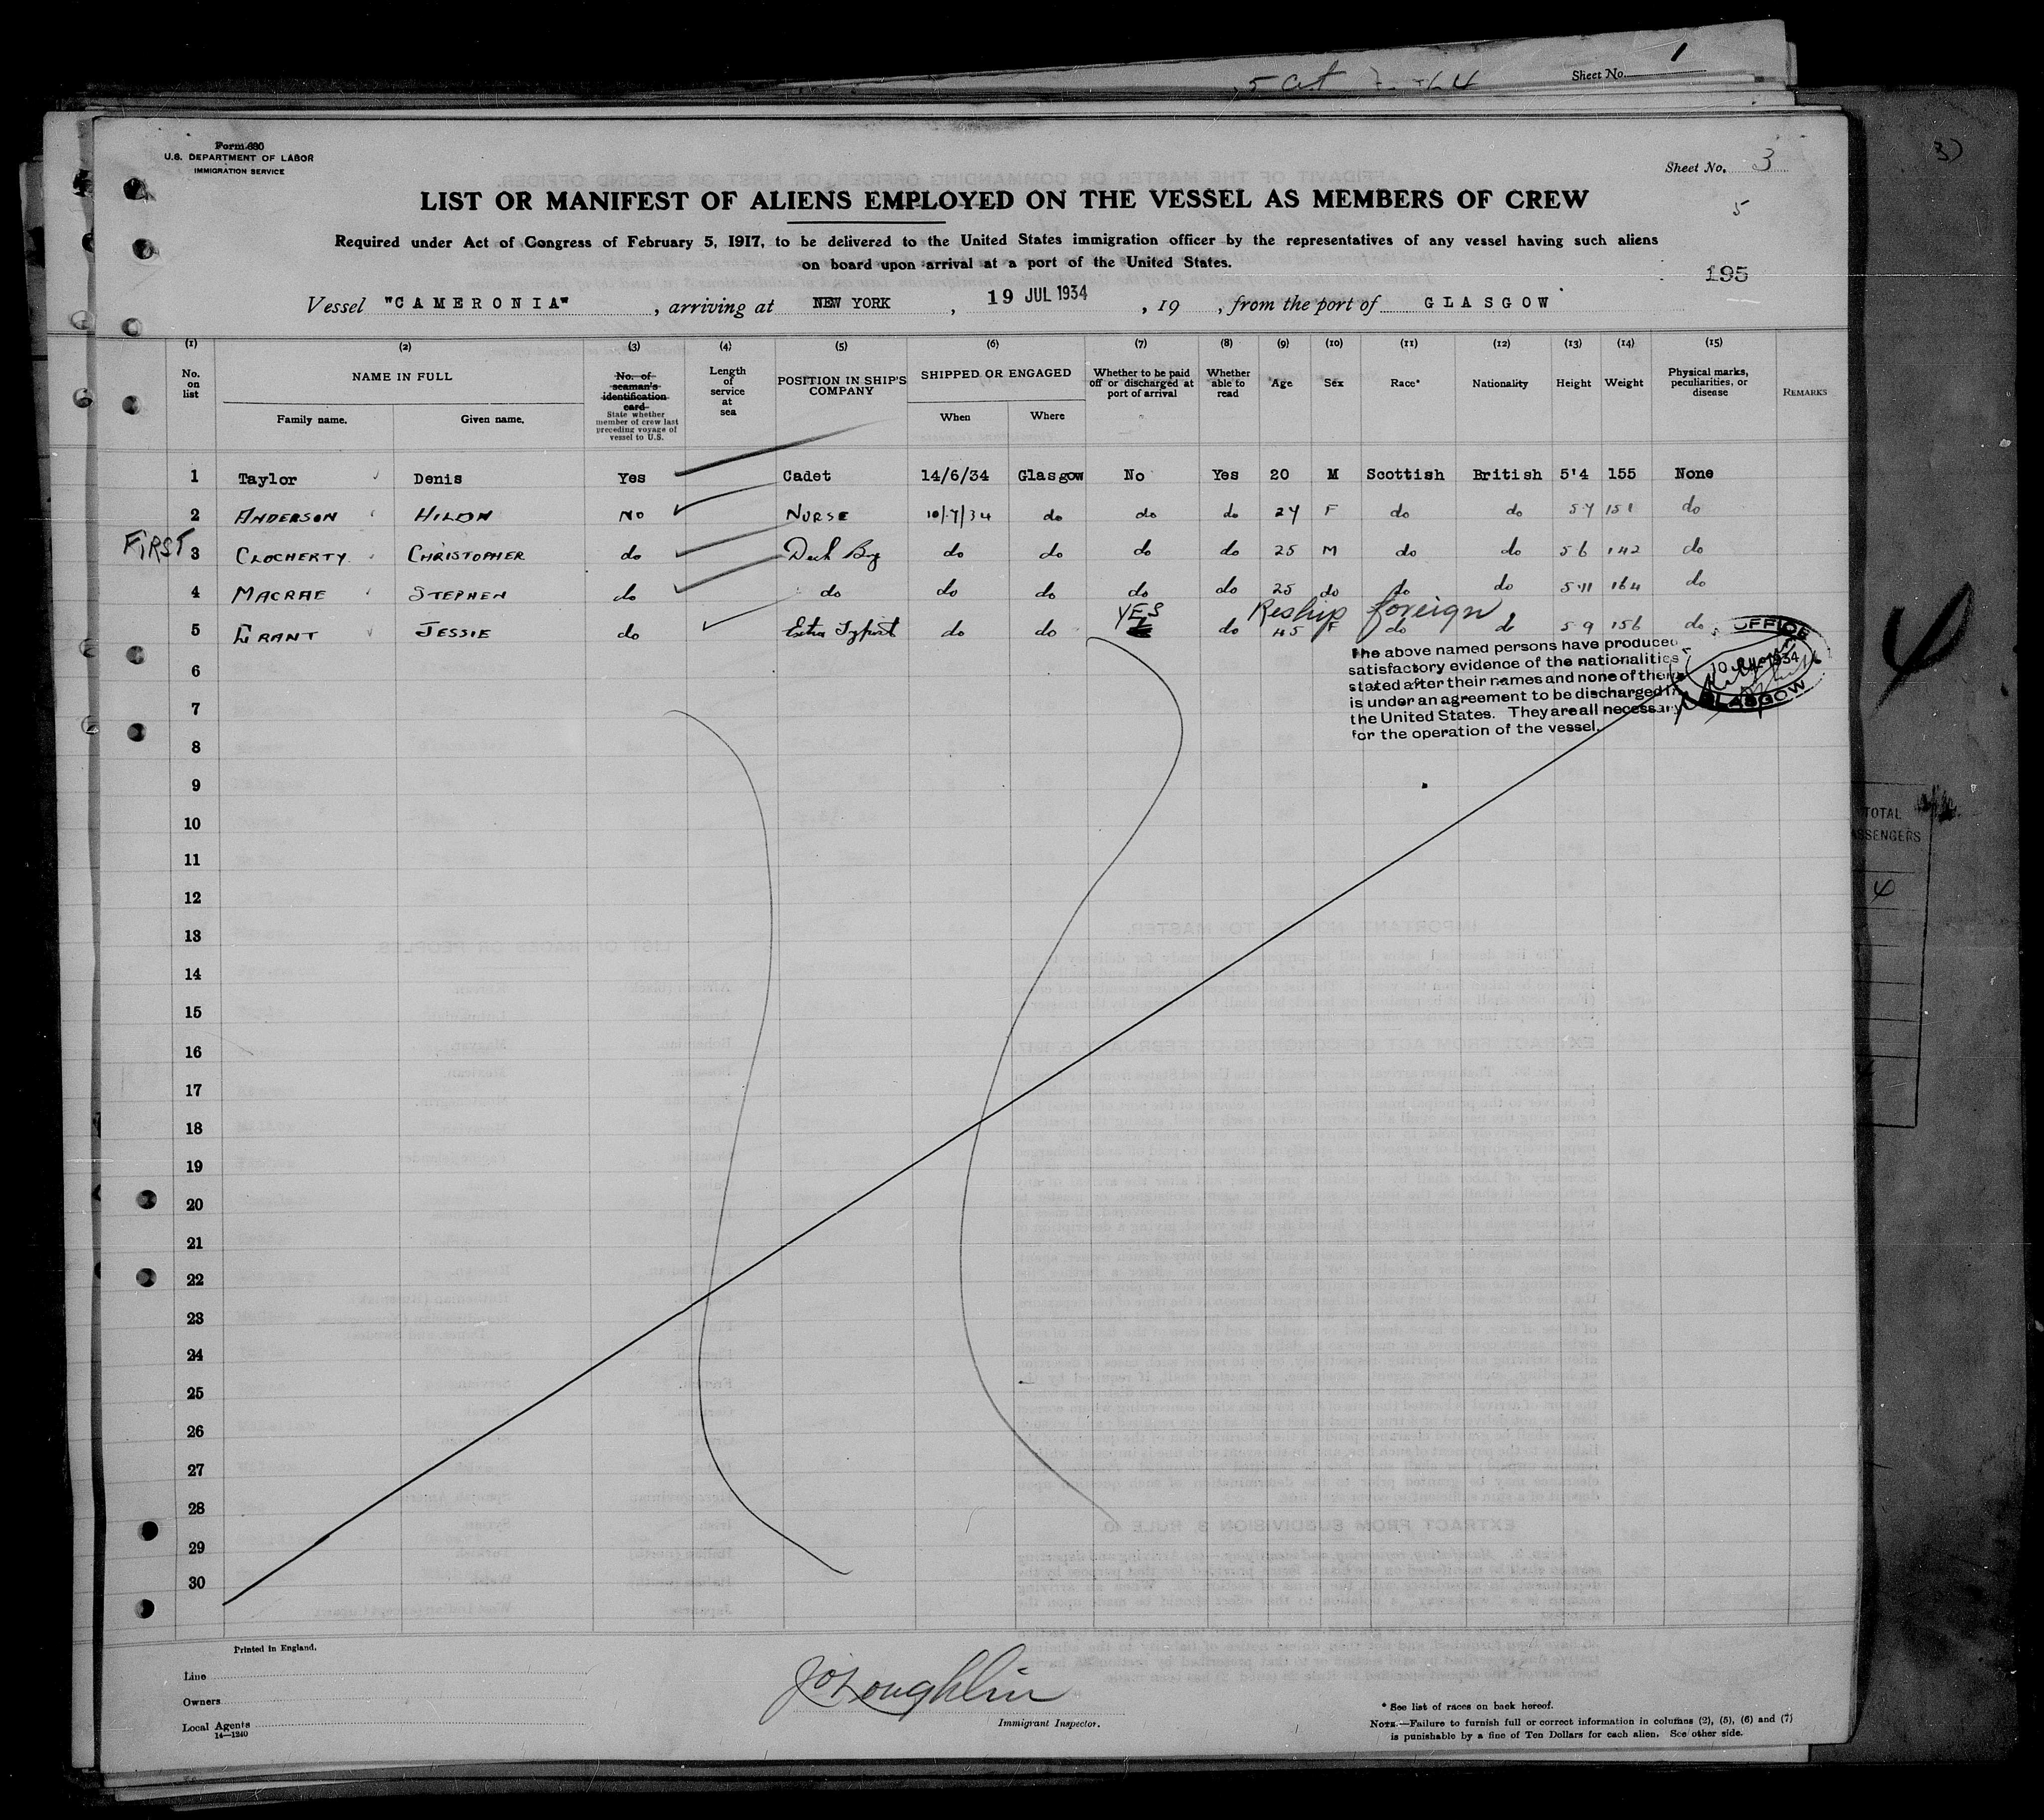 Sheet No. 1
Form 680
U.S. DEPARTMENT OF LABOR
IMMIGRATION SERVICE
Sheet No. 3
5
LIST OR MANIFEST OF ALIENS EMPLOYED ON THE VESSEL AS MEMBERS OF CREW
Required under Act of Congress of February 5, 1917, to be delivered to the United States immigration officer by the representatives of any vessel having such aliens
on board upon arrival at a port of the United States.
195
Vessel "CAMERONIA", arriving at NEW YORK, 19 JUL 1934, 19 , from the port of GLASGOW
(1) (2) (3) (4) (5) (6) (7) (8) (9) (10) (11) (12) (13) (14) (15)
No. on list NAME IN FULL Family name. Given name. No. of seaman's identification card State whether member of crew last preceding voyage of vessel to U.S. Length of service at sea POSITION IN SHIP'S COMPANY SHIPPED OR ENGAGED When Where Whether to be paid off or discharged at port of arrival Whether able to read Age Sex Race* Nationality Height Weight Physical marks, peculiarities, or disease REMARKS
1 Taylor Denis Yes Cadet 14/6/34 Glasgow No Yes 20 M Scottish British 5'4 155 None
2 ANDERSON No NURSE 10/7/34 do do do 24 F do do 5 4 151 do
FIRST 3 CLOCHERTY CHRISTOPHER do Deck Boy do do do do 25 M do do 5 6 142 do
4 MACRAE STEPHEN do do do do do do 25 do do do 5 11 164 do
YES Reship foreign
5 GRANT JESSIE do Extra Typist do do do 45 F do do 5 9 156 do
The above named persons have produced
satisfactory evidence of the nationalities
stated after their names and none of them
is under an agreement to be discharged in
the United States. They are all necessary
for the operation of the vessel.
OFFICE
1934
GLASGOW
6
7
8
9
10
11
12
13
14
15
16
17
18
19
20
21
22
23
24
25
26
27
28
29
30
TOTAL
PASSENGERS
Printed in England.
Line
Owners
Local Agents
14—1240
J O'Loughlin
Immigrant Inspector.
* See list of races on back hereof.
NOTE.—Failure to furnish full or correct information in columns (2), (5), (6) and (7)
is punishable by a fine of Ten Dollars for each alien. See other side.